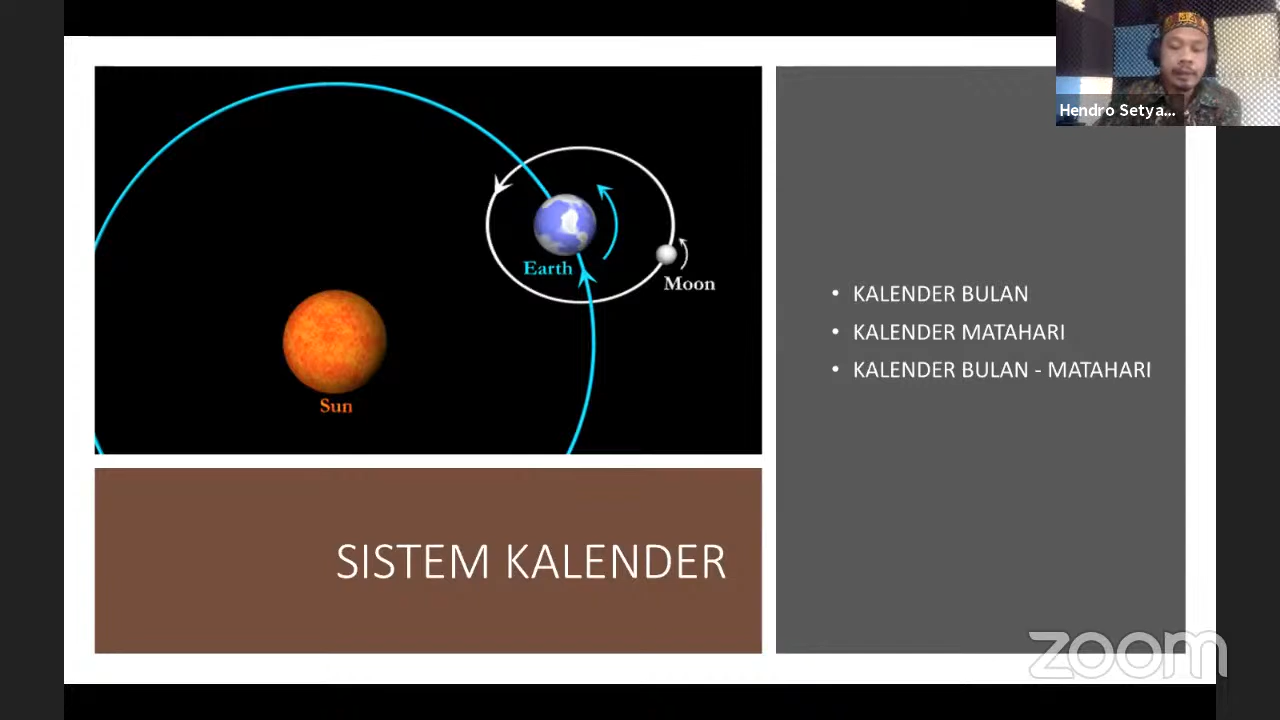 Hendro Setya...
Earth
Moon
Sun
KALENDER BULAN
KALENDER MATAHARI
KALENDER BULAN - MATAHARI
SISTEM KALENDER
zoom